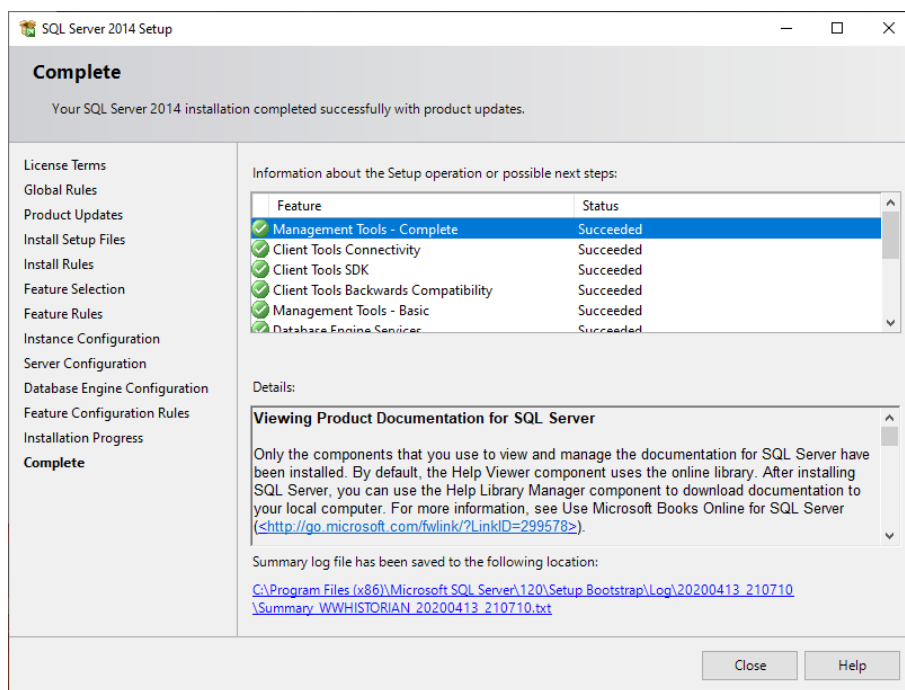 SQL Server 2014 Setup
Complete
Your SQL Server 2014 installation completed successfully with product updates.
License Terms
Global Rules
Product Updates
Install Setup Files
Install Rules
Feature Selection
Feature Rules
Instance Configuration
Server Configuration
Database Engine Configuration
Feature Configuration Rules
Installation Progress
Complete
Information about the Setup operation or possible next steps:
Feature Status
Management Tools - Complete Succeeded
Client Tools Connectivity Succeeded
Client Tools SDK Succeeded
Client Tools Backwards Compatibility Succeeded
Management Tools - Basic Succeeded
Database Engine Services Succeeded
Details:
Viewing Product Documentation for SQL Server
Only the components that you use to view and manage the documentation for SQL Server have
been installed. By default, the Help Viewer component uses the online library. After installing
SQL Server, you can use the Help Library Manager component to download documentation to
your local computer. For more information, see Use Microsoft Books Online for SQL Server
(<http://go.microsoft.com/fwlink/?LinkID=299578>).
Summary log file has been saved to the following location:
C:\Program Files (x86)\Microsoft SQL Server\120\Setup Bootstrap\Log\20200413_210710
\Summary_WWHISTORIAN_20200413_210710.txt
Close Help